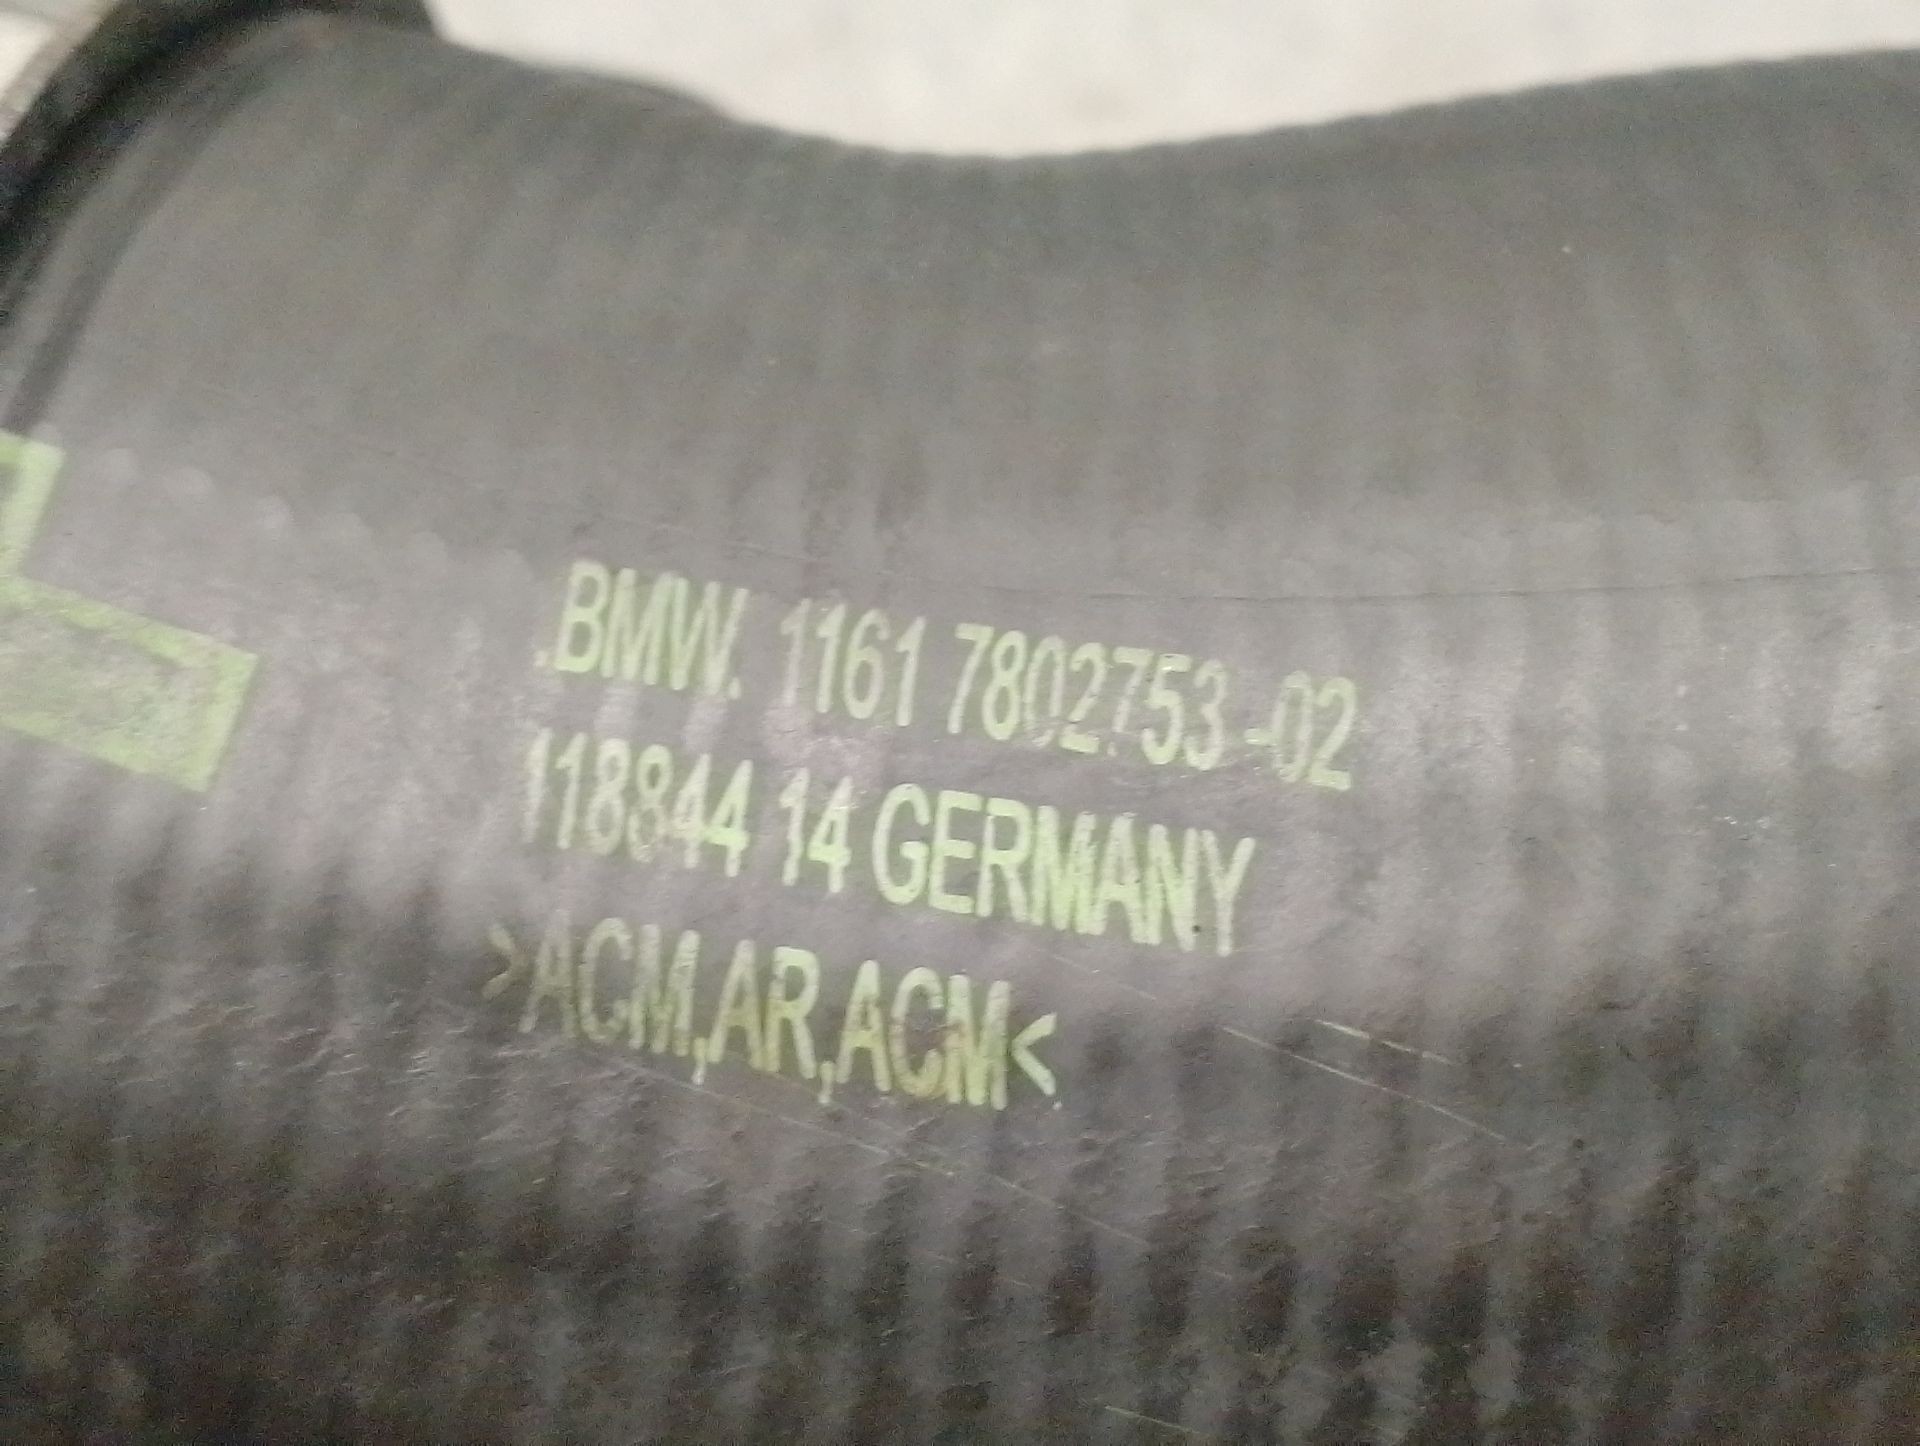 .BMW. 1161 7802753-02
118844 14 GERMANY
>ACM,AR,ACM<